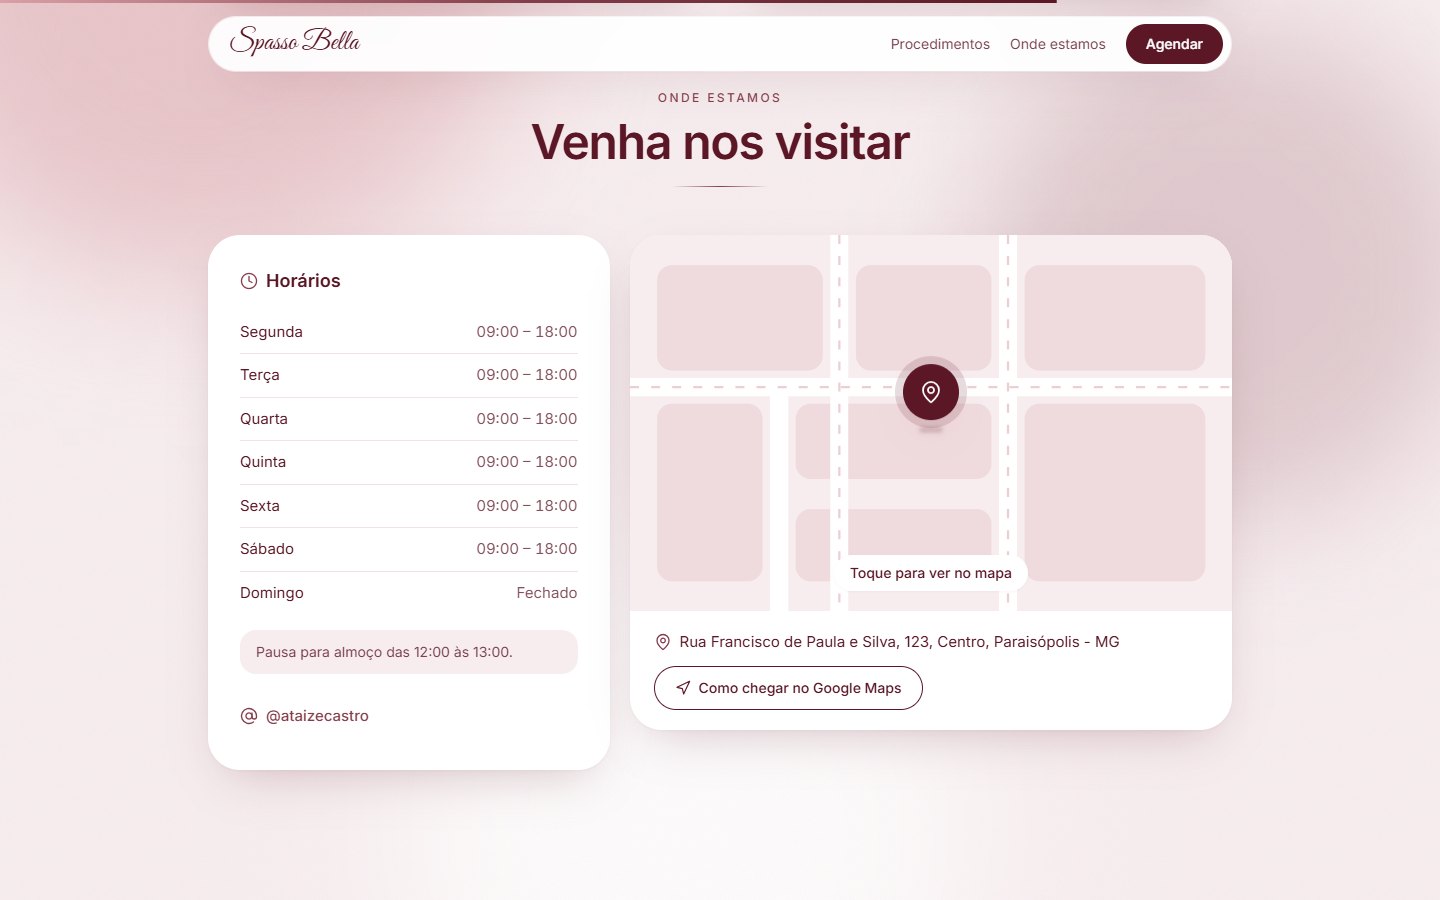 Spasso Bella
Procedimentos
Onde estamos
Agendar
ONDE ESTAMOS
Venha nos visitar
Horários
Segunda 09:00 – 18:00
Terça 09:00 – 18:00
Quarta 09:00 – 18:00
Quinta 09:00 – 18:00
Sexta 09:00 – 18:00
Sábado 09:00 – 18:00
Domingo Fechado
Pausa para almoço das 12:00 às 13:00.
@ataizecastro
Toque para ver no mapa
Rua Francisco de Paula e Silva, 123, Centro, Paraisópolis - MG
Como chegar no Google Maps